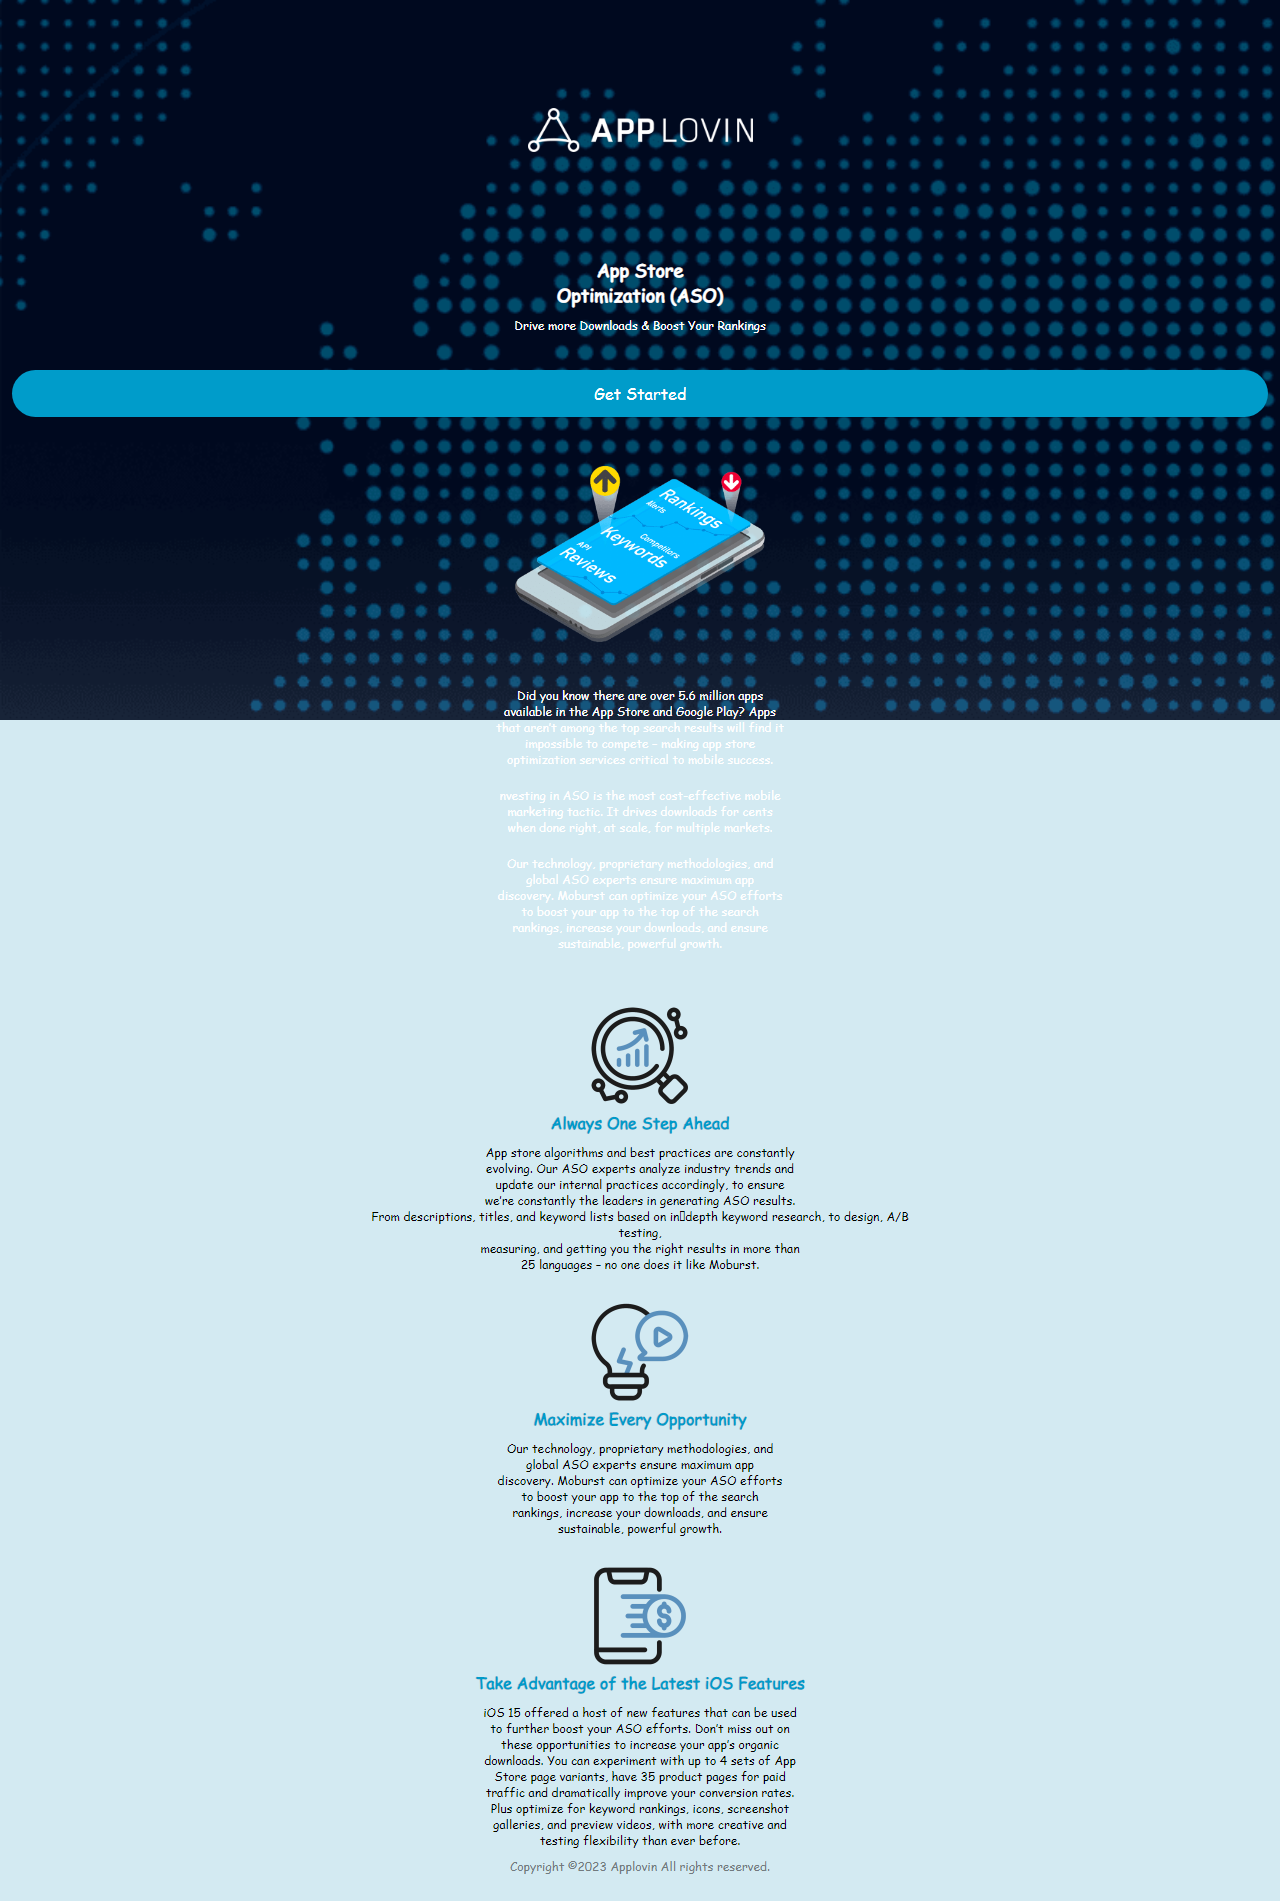 APPLOVIN
App Store
Optimization (ASO)
Drive more Downloads & Boost Your Rankings
Get Started
Rankings
Alerts
Keywords
Competitors
API
Reviews
Did you know there are over 5.6 million apps
available in the App Store and Google Play? Apps
that aren't among the top search results will find it
impossible to compete – making app store
optimization services critical to mobile success.
nvesting in ASO is the most cost-effective mobile
marketing tactic. It drives downloads for cents
when done right, at scale, for multiple markets.
Our technology, proprietary methodologies, and
global ASO experts ensure maximum app
discovery. Moburst can optimize your ASO efforts
to boost your app to the top of the search
rankings, increase your downloads, and ensure
sustainable, powerful growth.
Always One Step Ahead
App store algorithms and best practices are constantly
evolving. Our ASO experts analyze industry trends and
update our internal practices accordingly, to ensure
we're constantly the leaders in generating ASO results.
From descriptions, titles, and keyword lists based on in▯depth keyword research, to design, A/B
testing,
measuring, and getting you the right results in more than
25 languages – no one does it like Moburst.
Maximize Every Opportunity
Our technology, proprietary methodologies, and
global ASO experts ensure maximum app
discovery. Moburst can optimize your ASO efforts
to boost your app to the top of the search
rankings, increase your downloads, and ensure
sustainable, powerful growth.
Take Advantage of the Latest iOS Features
iOS 15 offered a host of new features that can be used
to further boost your ASO efforts. Don't miss out on
these opportunities to increase your app's organic
downloads. You can experiment with up to 4 sets of App
Store page variants, have 35 product pages for paid
traffic and dramatically improve your conversion rates.
Plus optimize for keyword rankings, icons, screenshot
galleries, and preview videos, with more creative and
testing flexibility than ever before.
Copyright ©2023 Applovin All rights reserved.